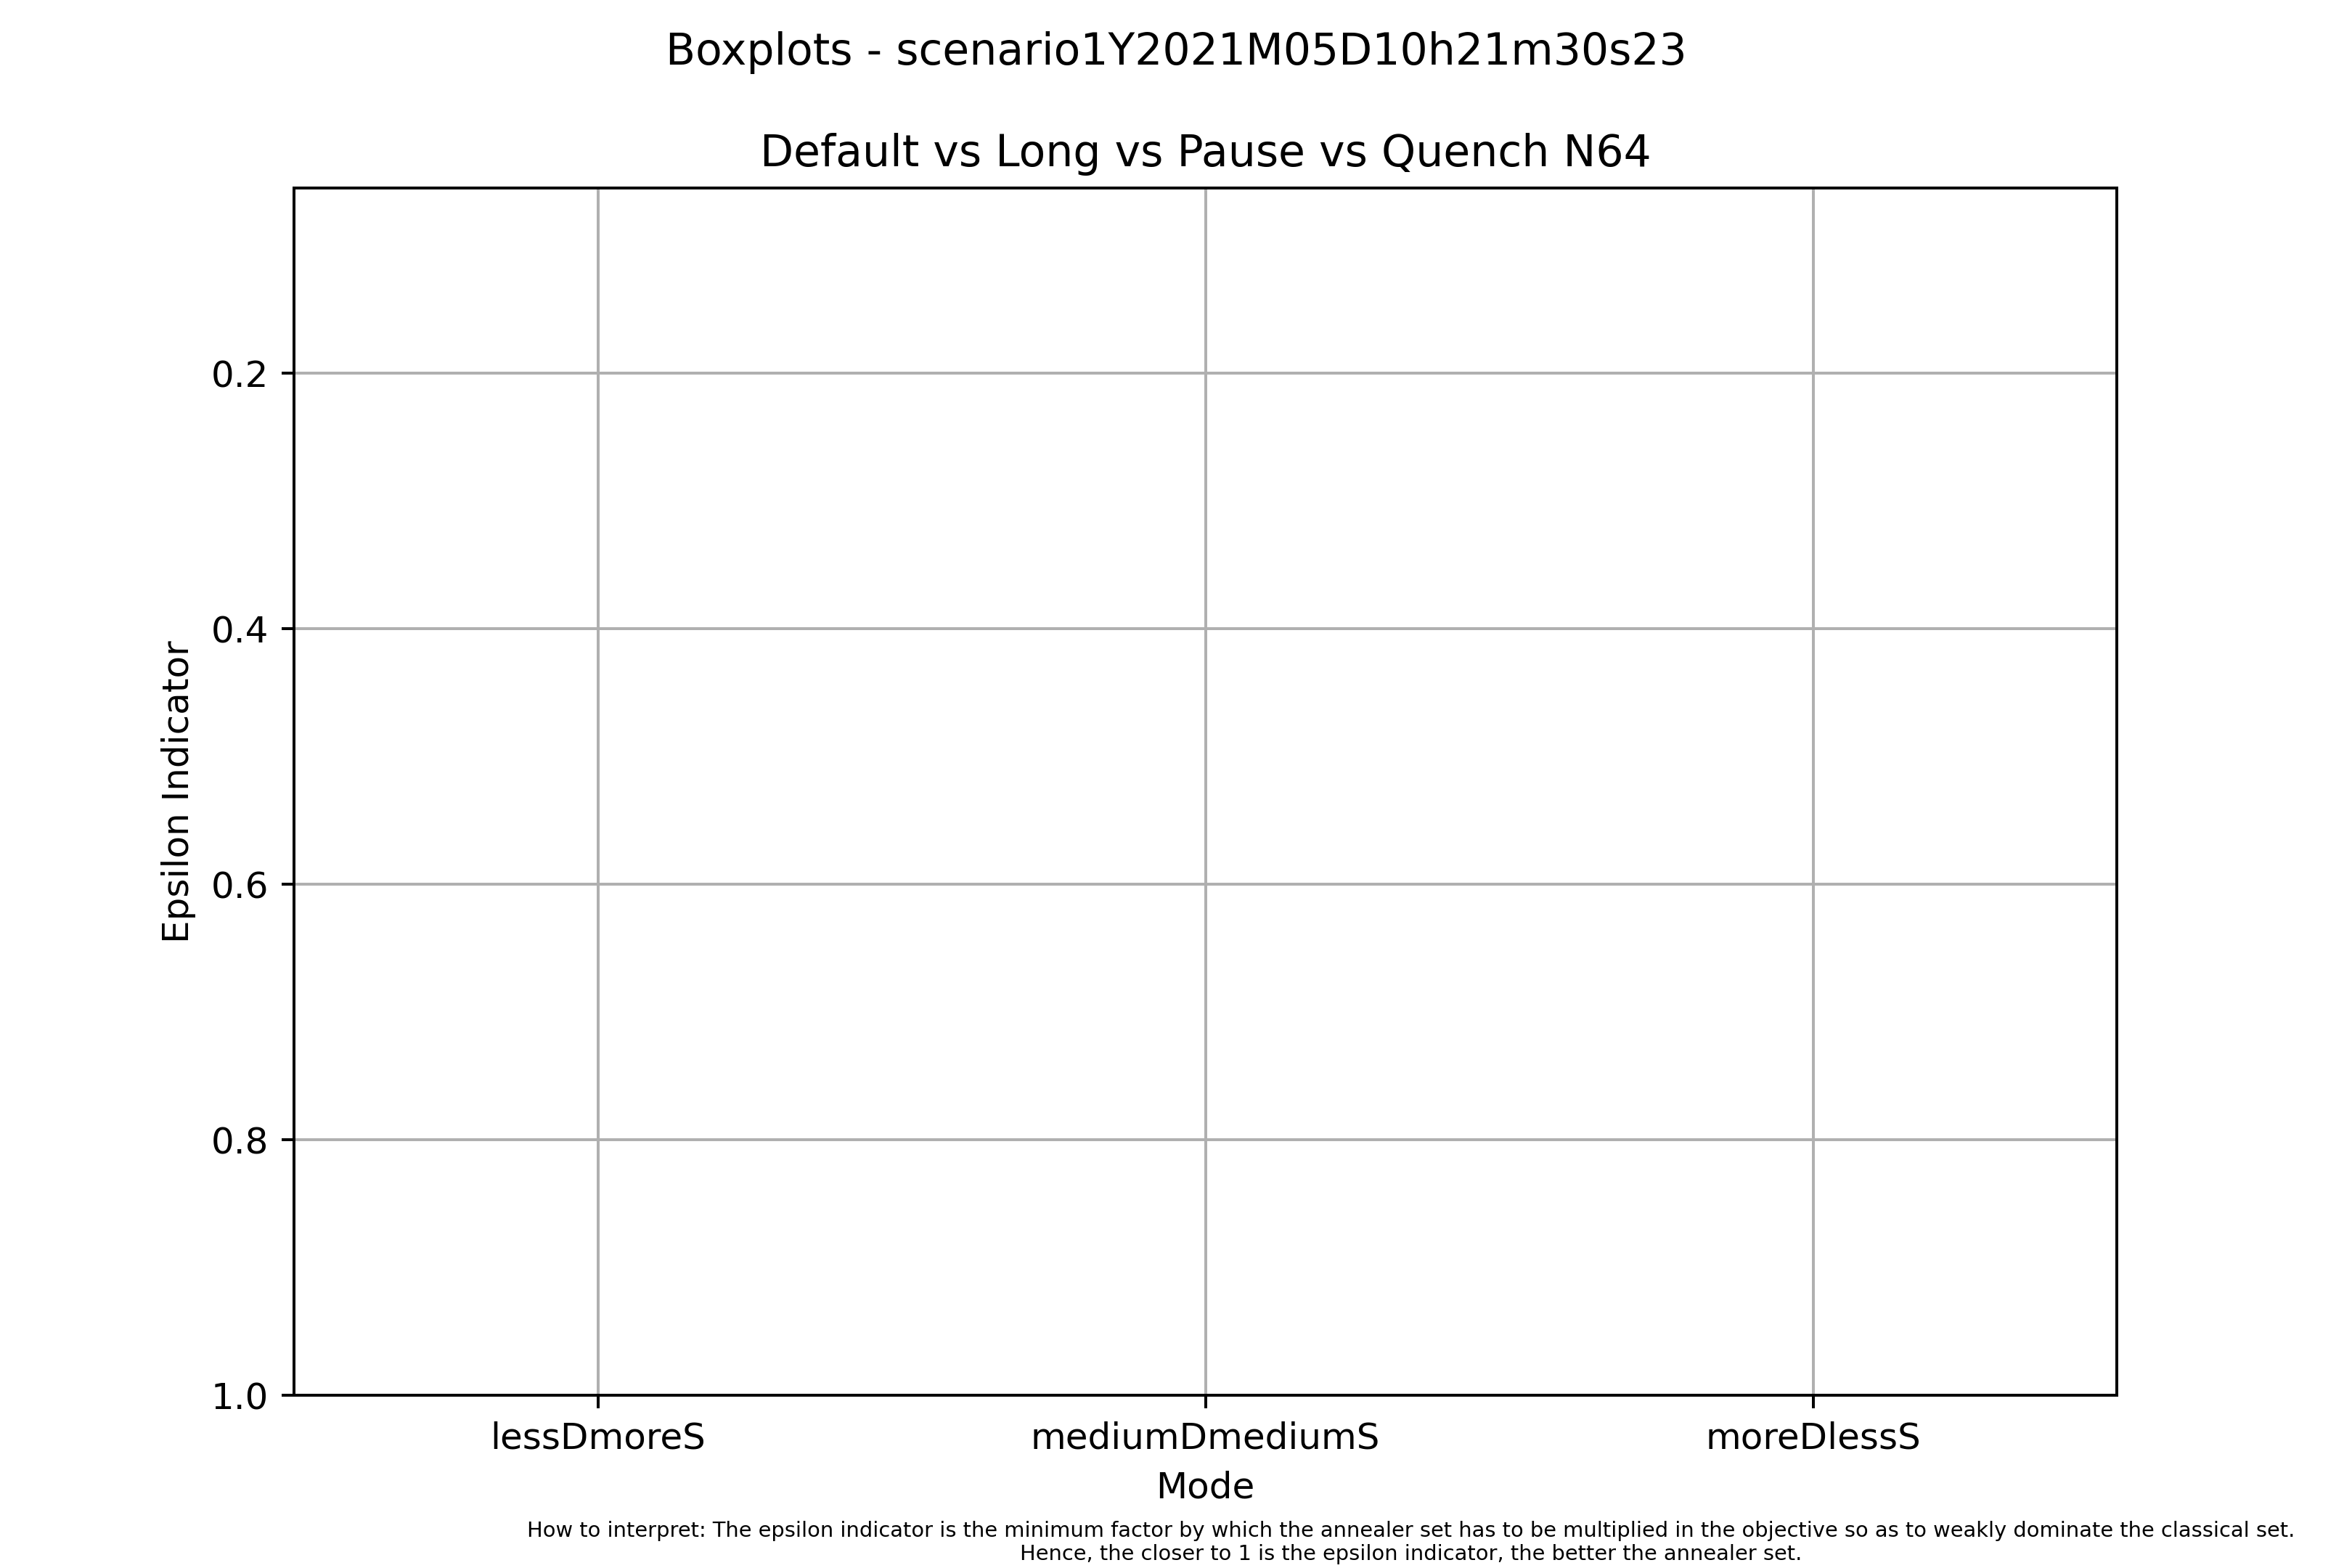 Boxplots - scenario1Y2021M05D10h21m30s23
Default vs Long vs Pause vs Quench N64
Epsilon Indicator
0.2
0.4
0.6
0.8
1.0
lessDmoreS
mediumDmediumS
moreDlessS
Mode
How to interpret: The epsilon indicator is the minimum factor by which the annealer set has to be multiplied in the objective so as to weakly dominate the classical set.
Hence, the closer to 1 is the epsilon indicator, the better the annealer set.